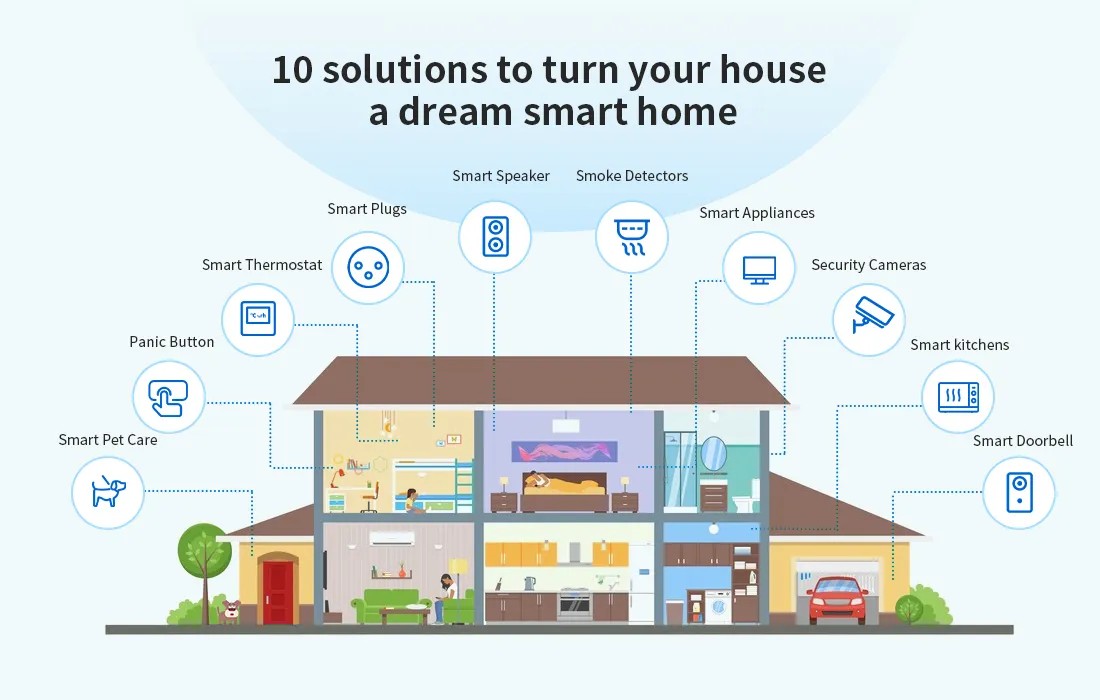 10 solutions to turn your house
a dream smart home
Smart Speaker
Smoke Detectors
Smart Plugs
Smart Appliances
Smart Thermostat
Security Cameras
Panic Button
Smart kitchens
Smart Pet Care
Smart Doorbell